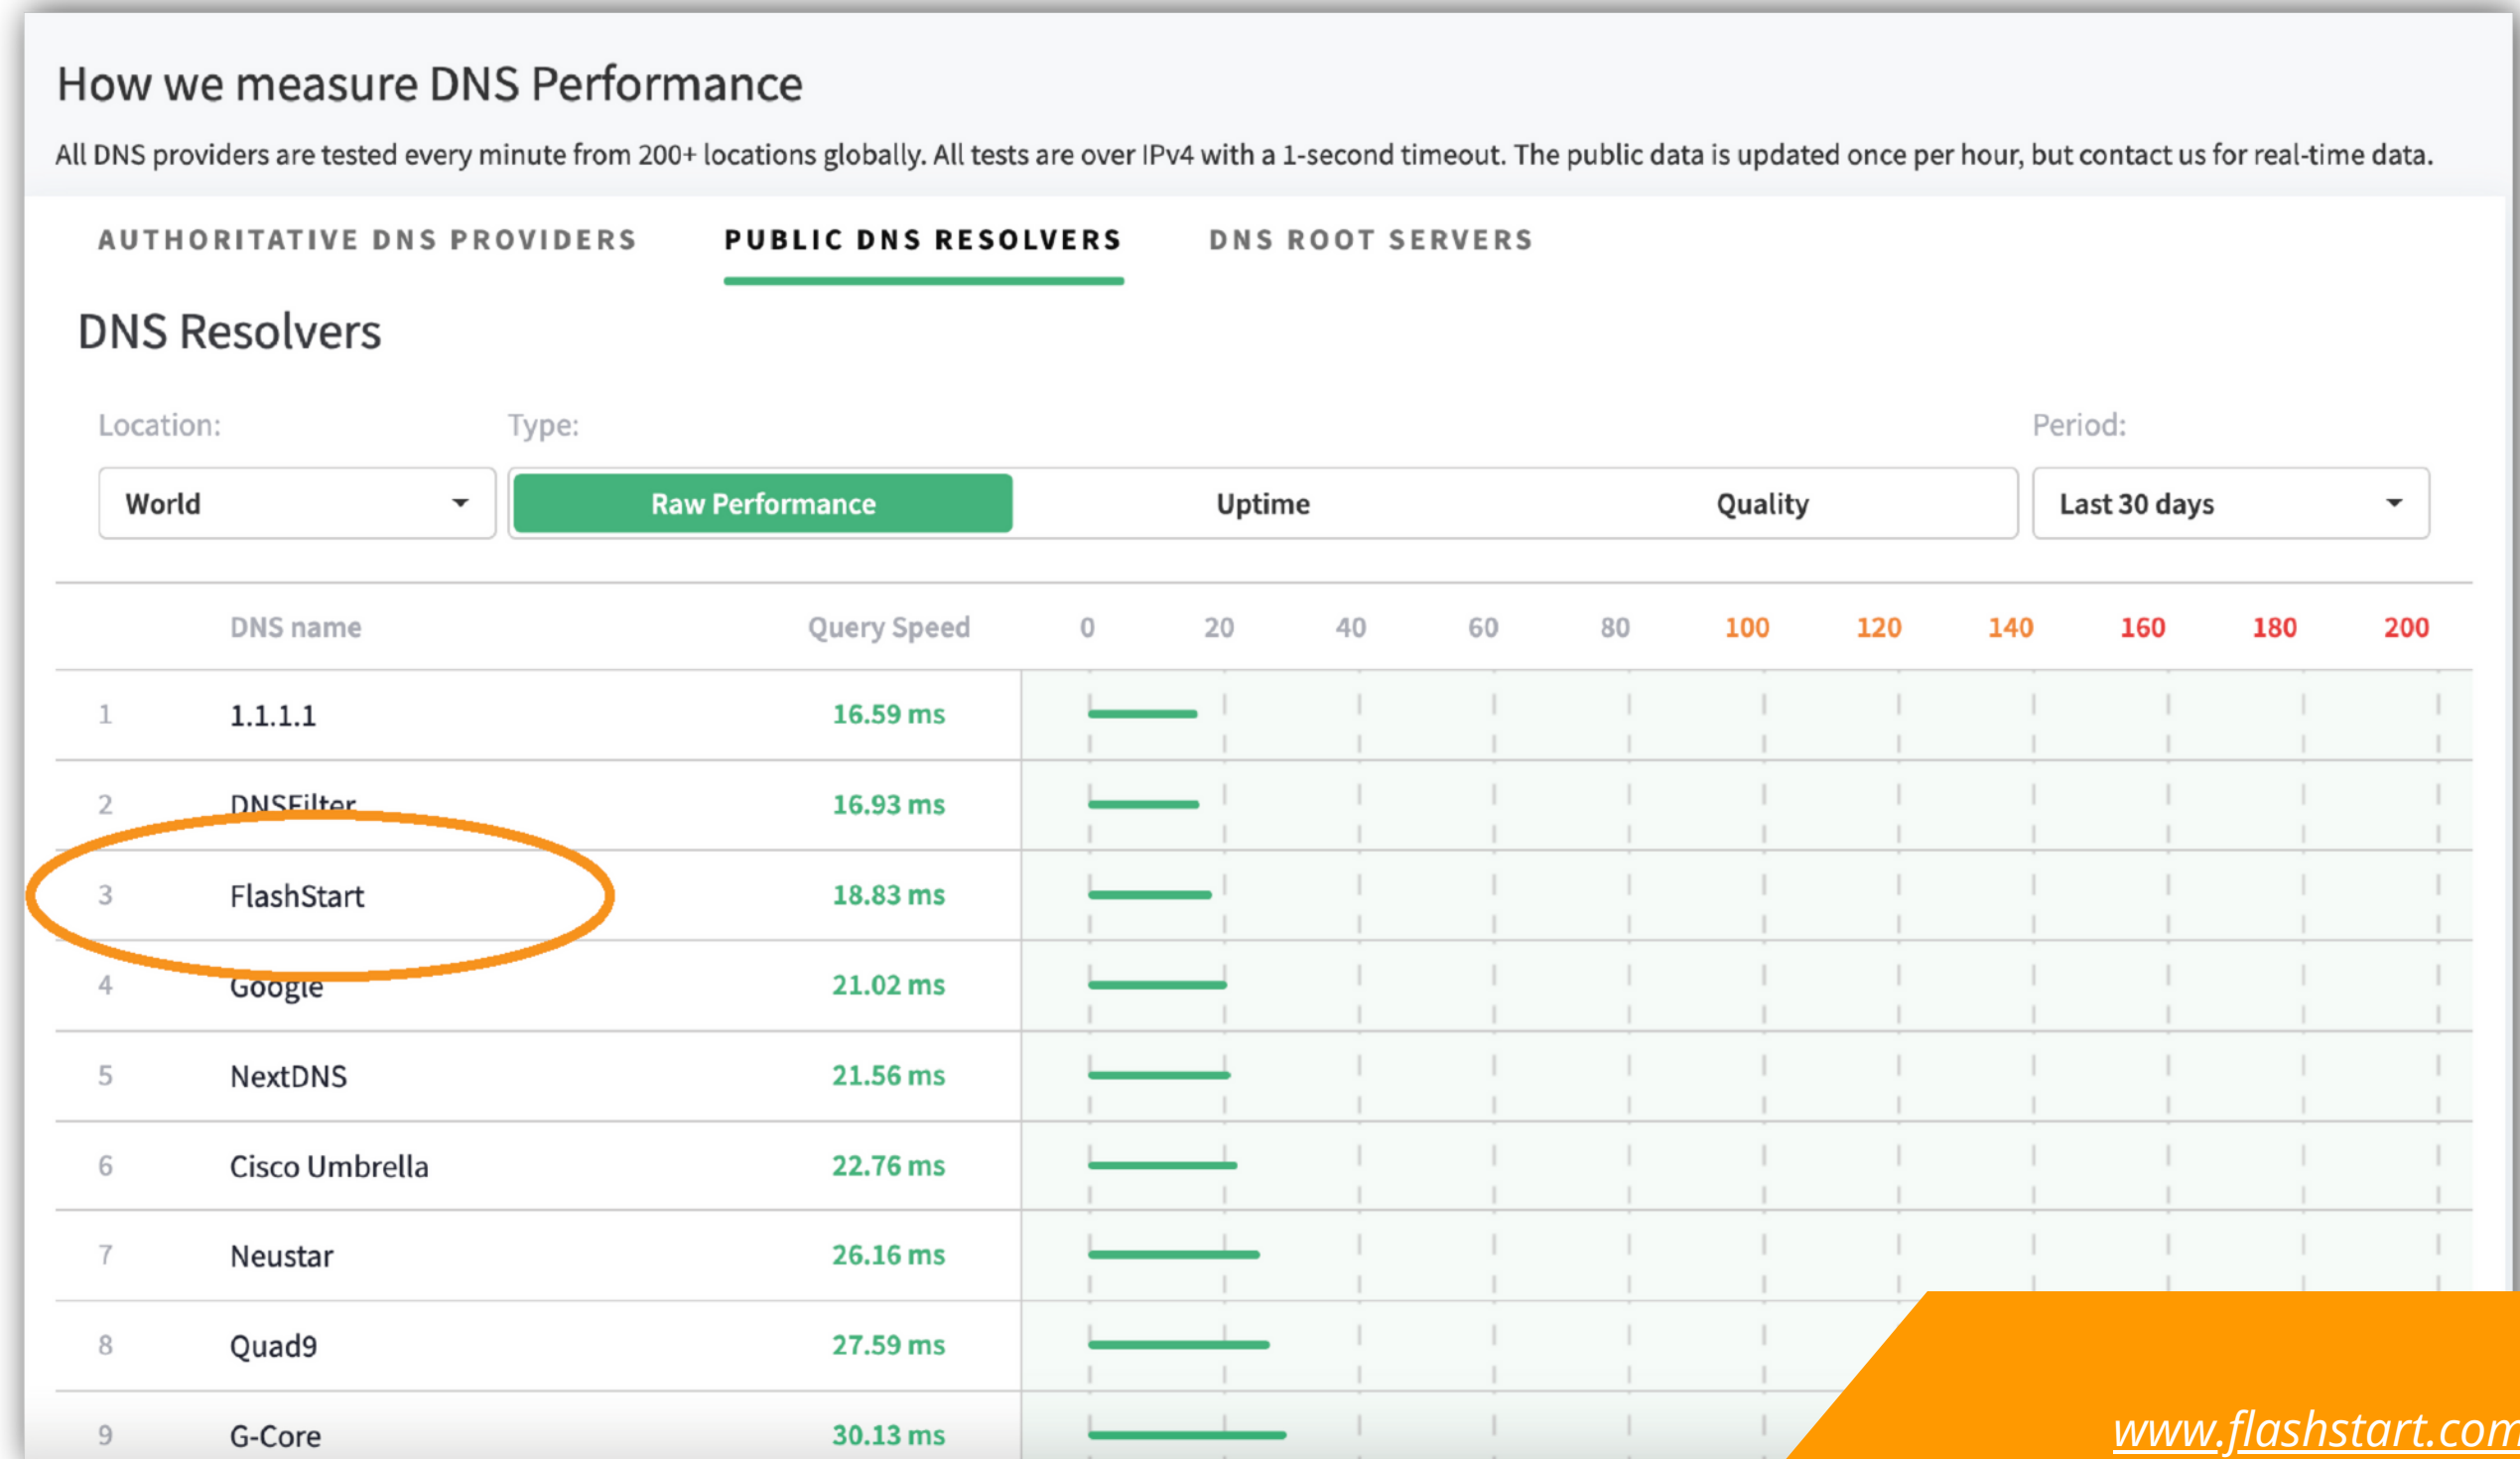 How we measure DNS Performance
All DNS providers are tested every minute from 200+ locations globally. All tests are over IPv4 with a 1-second timeout. The public data is updated once per hour, but contact us for real-time data.
AUTHORITATIVE DNS PROVIDERS PUBLIC DNS RESOLVERS DNS ROOT SERVERS
DNS Resolvers
Location: Type: Period:
World Raw Performance Uptime Quality Last 30 days
DNS name Query Speed 0 20 40 60 80 100 120 140 160 180 200
1 1.1.1.1 16.59 ms
2 DNSFilter 16.93 ms
3 FlashStart 18.83 ms
4 Google 21.02 ms
5 NextDNS 21.56 ms
6 Cisco Umbrella 22.76 ms
7 Neustar 26.16 ms
8 Quad9 27.59 ms
9 G-Core 30.13 ms
www.flashstart.com